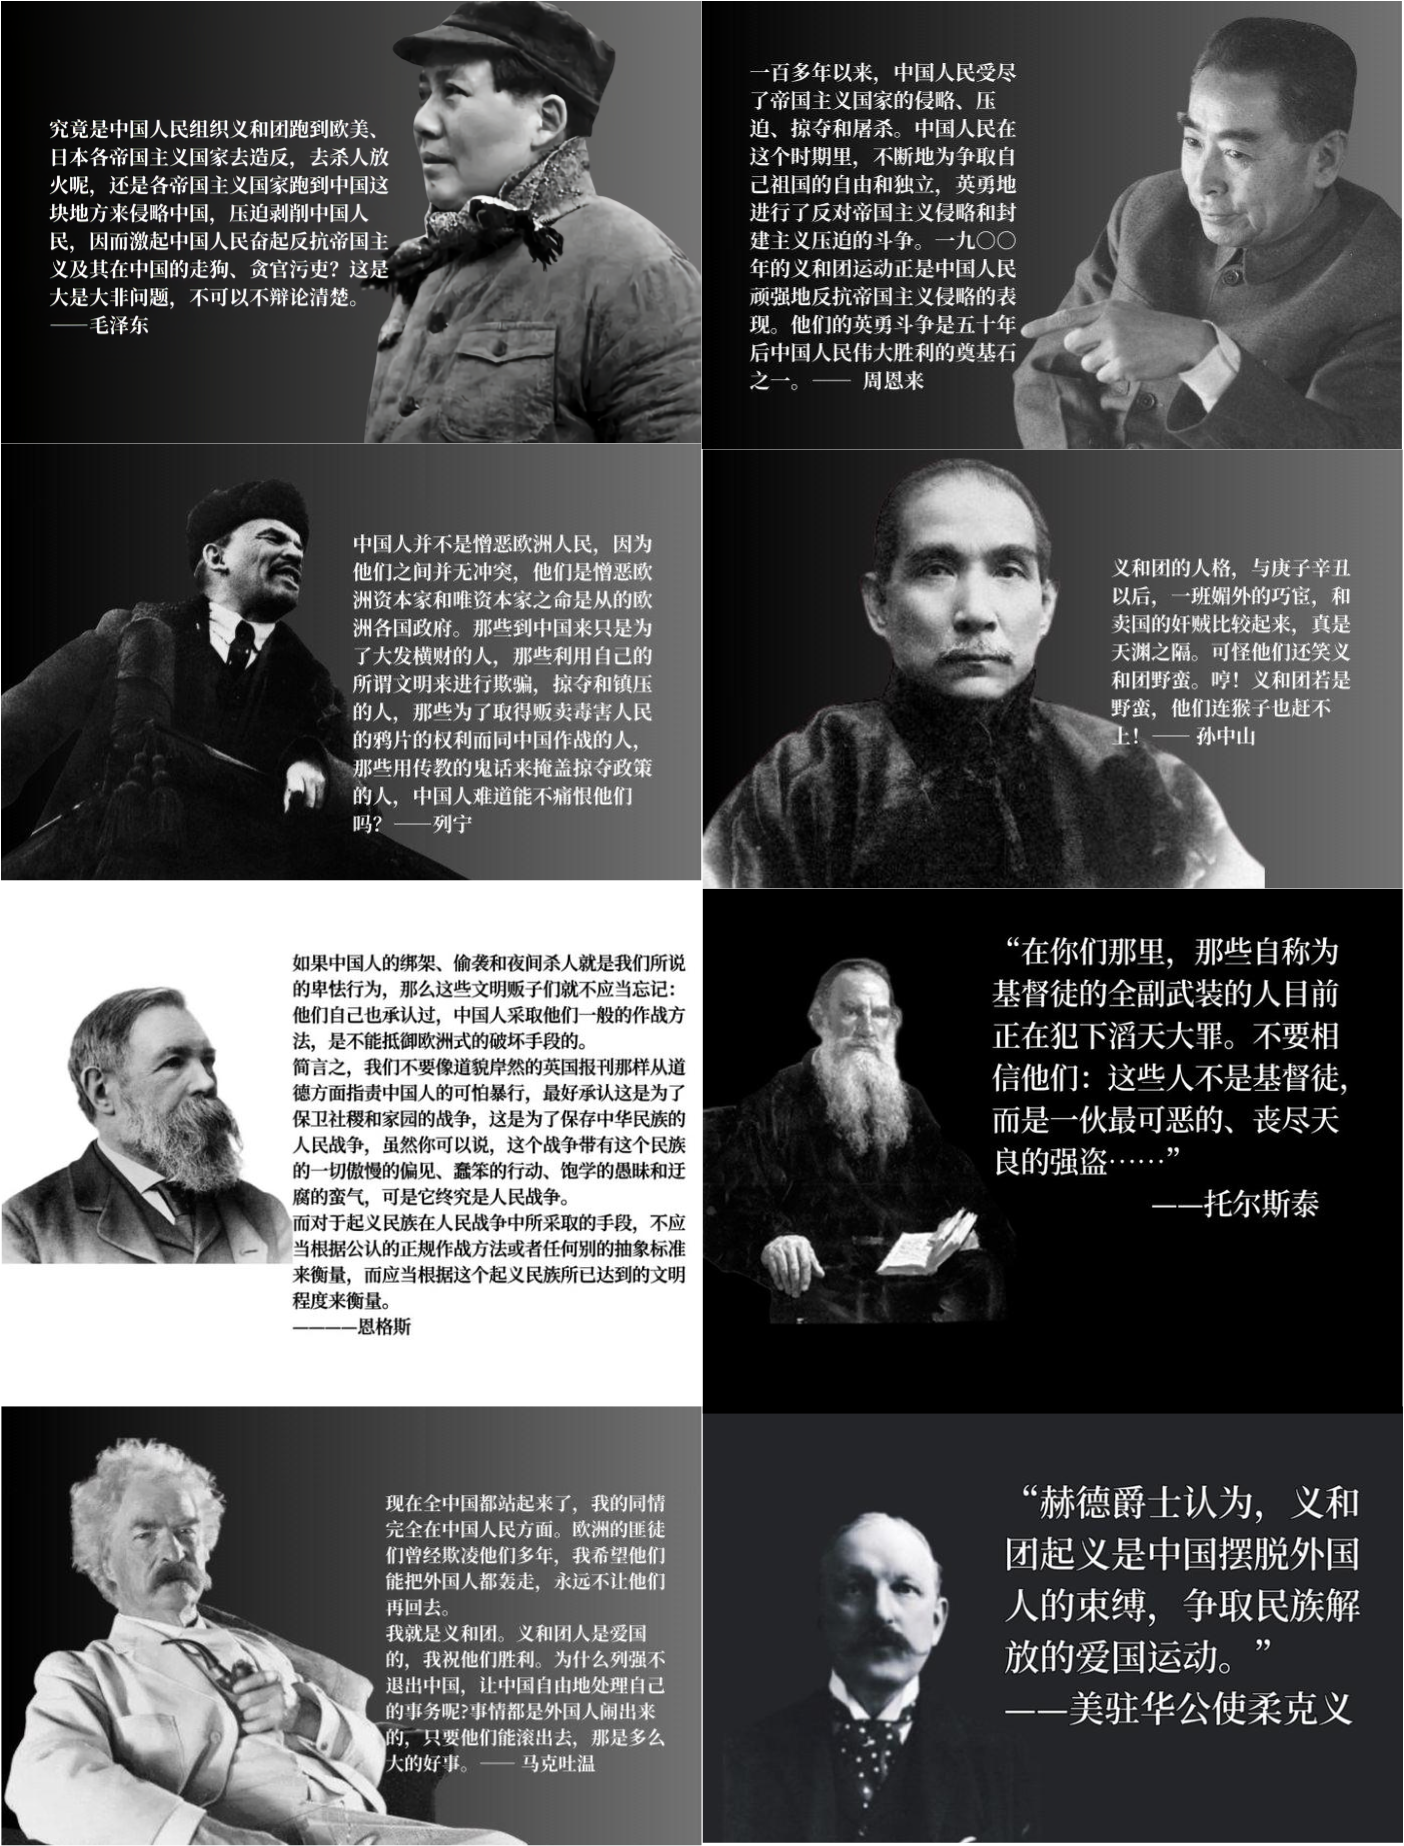 究竟是中国人民组织义和团跑到欧美、
日本各帝国主义国家去造反，去杀人放
火呢，还是各帝国主义国家跑到中国这
块地方来侵略中国，压迫剥削中国人
民，因而激起中国人民奋起反抗帝国主
义及其在中国的走狗、贪官污吏？这是
大是大非问题，不可以不辩论清楚。
——毛泽东
一百多年以来，中国人民受尽
了帝国主义国家的侵略、压
迫、掠夺和屠杀。中国人民在
这个时期里，不断地为争取自
己祖国的自由和独立，英勇地
进行了反对帝国主义侵略和封
建主义压迫的斗争。一九〇〇
年的义和团运动正是中国人民
顽强地反抗帝国主义侵略的表
现。他们的英勇斗争是五十年
后中国人民伟大胜利的奠基石
之一。—— 周恩来
中国人并不是憎恶欧洲人民，因为
他们之间并无冲突，他们是憎恶欧
洲资本家和唯资本家之命是从的欧
洲各国政府。那些到中国来只是为
了大发横财的人，那些利用自己的
所谓文明来进行欺骗，掠夺和镇压
的人，那些为了取得贩卖毒害人民
的鸦片的权利而同中国作战的人，
那些用传教的鬼话来掩盖掠夺政策
的人，中国人难道能不痛恨他们
吗？——列宁
义和团的人格，与庚子辛丑
以后，一班媚外的巧宦，和
卖国的奸贼比较起来，真是
天渊之隔。可怪他们还笑义
和团野蛮。哼！义和团若是
野蛮，他们连猴子也赶不
上！—— 孙中山
如果中国人的绑架、偷袭和夜间杀人就是我们所说
的卑怯行为，那么这些文明贩子们就不应当忘记：
他们自己也承认过，中国人采取他们一般的作战方
法，是不能抵御欧洲式的破坏手段的。
简言之，我们不要像道貌岸然的英国报刊那样从道
德方面指责中国人的可怕暴行，最好承认这是为了
保卫社稷和家园的战争，这是为了保存中华民族的
人民战争，虽然你可以说，这个战争带有这个民族
的一切傲慢的偏见、蠢笨的行动、饱学的愚昧和迂
腐的蛮气，可是它终究是人民战争。
而对于起义民族在人民战争中所采取的手段，不应
当根据公认的正规作战方法或者任何别的抽象标准
来衡量，而应当根据这个起义民族所已达到的文明
程度来衡量。
————恩格斯
“在你们那里，那些自称为
基督徒的全副武装的人目前
正在犯下滔天大罪。不要相
信他们：这些人不是基督徒，
而是一伙最可恶的、丧尽天
良的强盗……”
——托尔斯泰
现在全中国都站起来了，我的同情
完全在中国人民方面。欧洲的匪徒
们曾经欺凌他们多年，我希望他们
能把外国人都轰走，永远不让他们
再回去。
我就是义和团。义和团人是爱国
的，我祝他们胜利。为什么列强不
退出中国，让中国自由地处理自己
的事务呢?事情都是外国人闹出来
的，只要他们能滚出去，那是多么
大的好事。—— 马克吐温
“赫德爵士认为，义和
团起义是中国摆脱外国
人的束缚，争取民族解
放的爱国运动。”
——美驻华公使柔克义